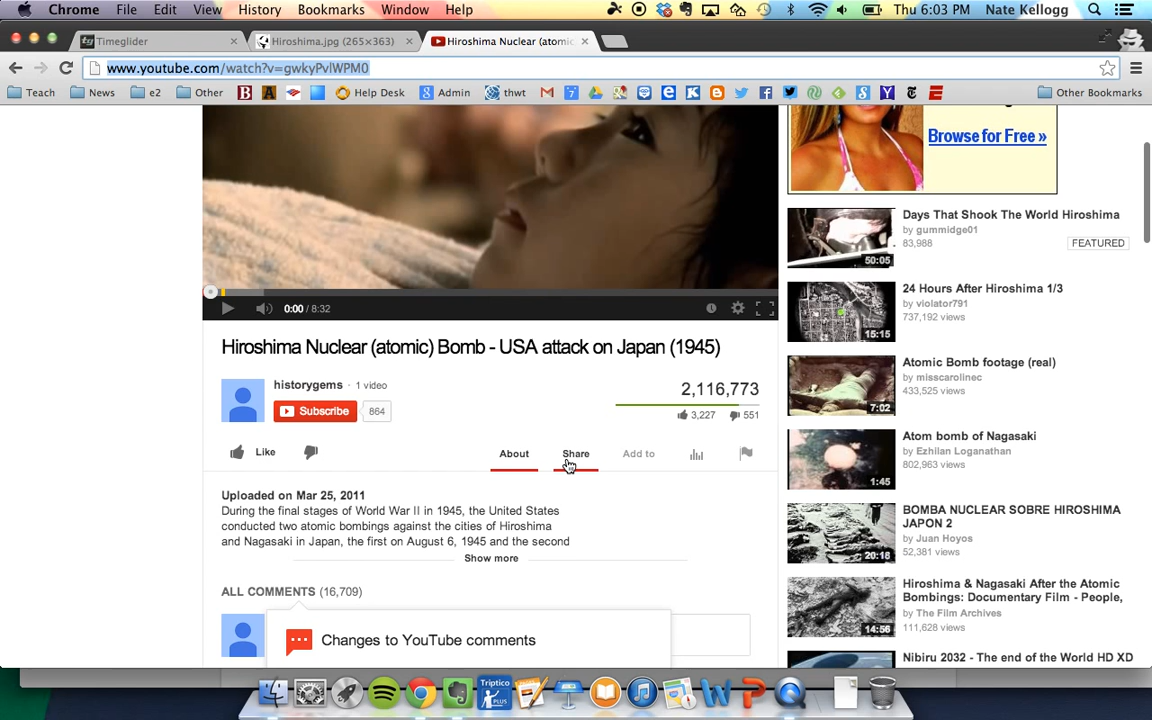 Chrome File Edit View History Bookmarks Window Help Thu 6:03 PM Nate Kellogg
Timeglider
Hiroshima.jpg (265×363)
Hiroshima Nuclear (atomic
www.youtube.com/watch?v=gwkyPvlWPM0
Teach News e2 Other Help Desk Admin thwt Other Bookmarks
Browse for Free »
Days That Shook The World Hiroshima
by gummidge01
83,988
FEATURED
50:05
24 Hours After Hiroshima 1/3
by violator791
737,192 views
15:15
0:00 / 8:32
Hiroshima Nuclear (atomic) Bomb - USA attack on Japan (1945)
Atomic Bomb footage (real)
by misscarolinec
433,525 views
7:02
historygems · 1 video
Subscribe 864
2,116,773
3,227 551
Atom bomb of Nagasaki
by Ezhilan Loganathan
802,963 views
1:45
Like
About Share Add to
Uploaded on Mar 25, 2011
During the final stages of World War II in 1945, the United States
conducted two atomic bombings against the cities of Hiroshima
and Nagasaki in Japan, the first on August 6, 1945 and the second
Show more
BOMBA NUCLEAR SOBRE HIROSHIMA
JAPON 2
by Juan Hoyos
52,381 views
20:18
ALL COMMENTS (16,709)
Changes to YouTube comments
Hiroshima & Nagasaki After the Atomic
Bombings: Documentary Film - People,
by The Film Archives
111,628 views
14:56
Nibiru 2032 - The end of the World HD XD
Triptico
PLUS